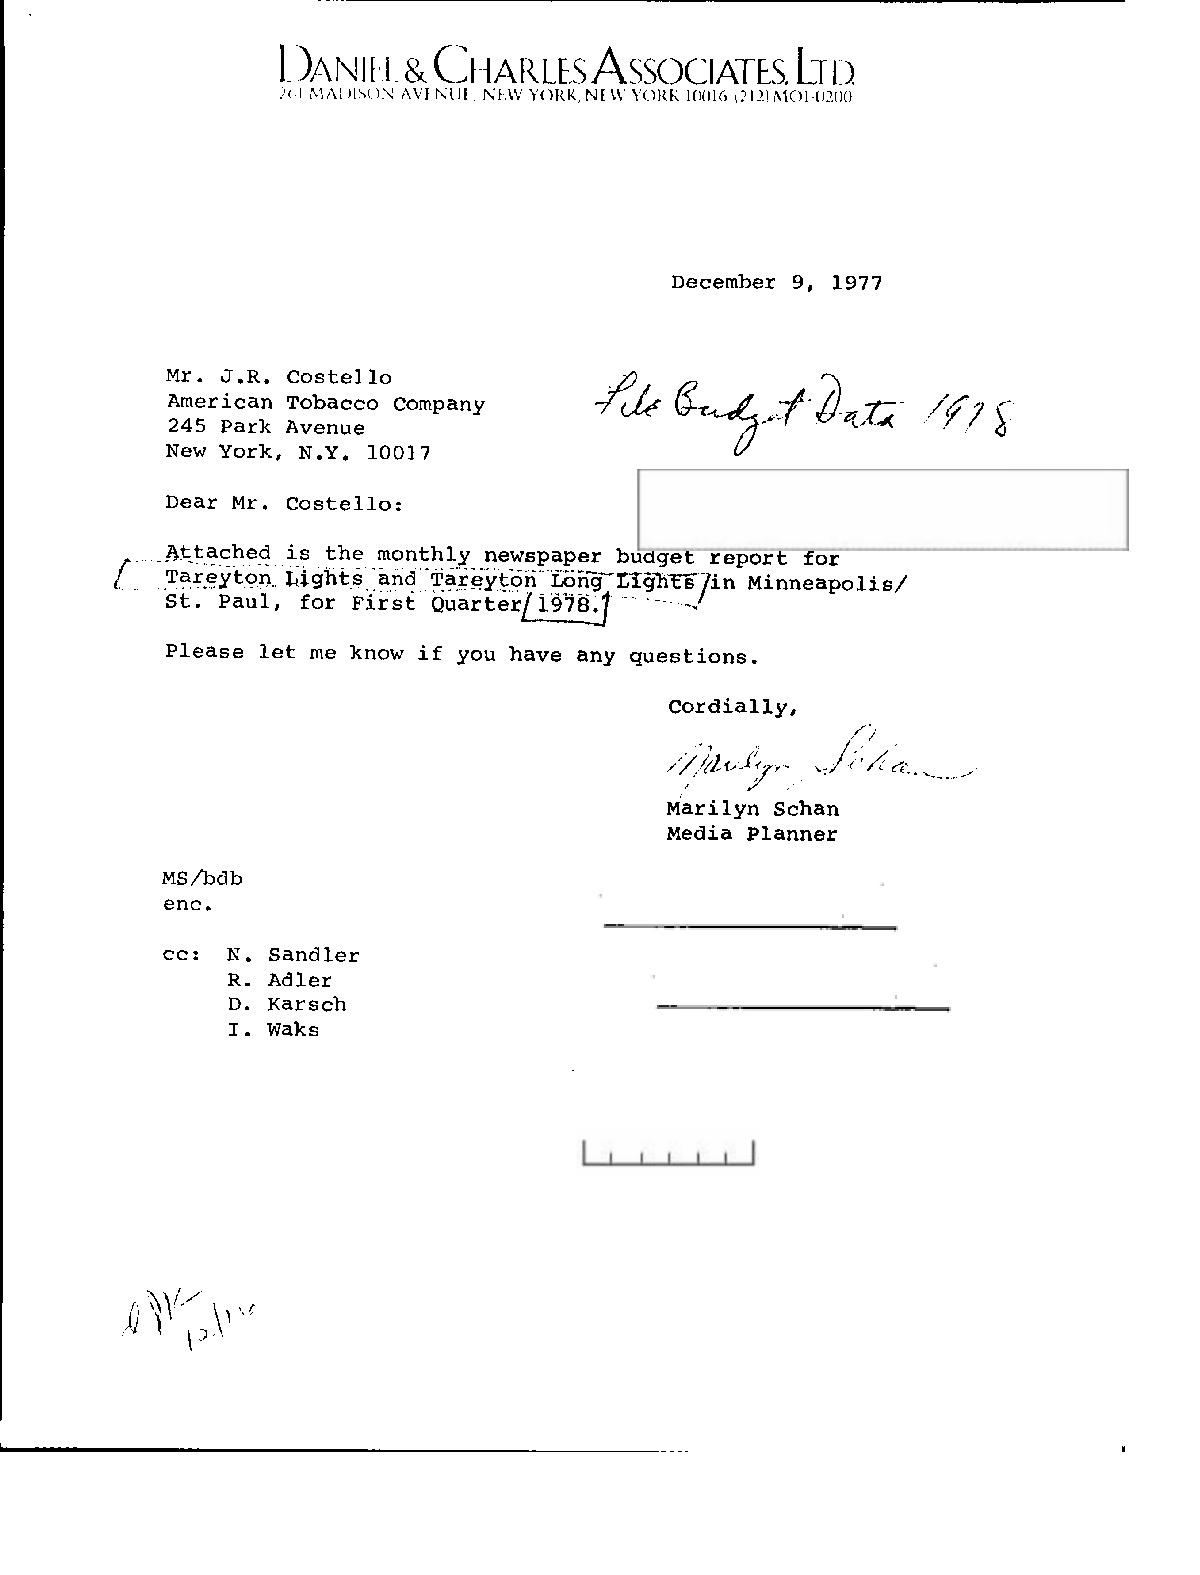 DANIEL & CHARLES ASSOCIATES, LTD.
261 MADISON AVENUE, NEW YORK, NEW YORK 10016 (212) MO1-0200
December 9, 1977
Mr. J.R. Costello
American Tobacco Company
245 Park Avenue
New York, N.Y. 10017
File Budget Data 1978
Dear Mr. Costello:
Attached is the monthly newspaper budget report for
Tareyton Lights and Tareyton Long Lights/in Minneapolis/
St. Paul, for First Quarter 1978.
Please let me know if you have any questions.
Cordially,
Marilyn Schan
Marilyn Schan
Media Planner
MS/bdb
enc.
cc: N. Sandler
R. Adler
D. Karsch
I. Waks